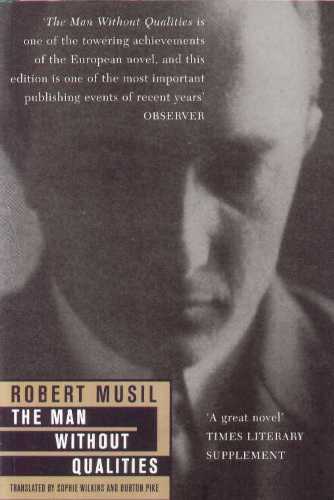 'The Man Without Qualities is
one of the towering achievements
of the European novel, and this
edition is one of the most important
publishing events of recent years'
OBSERVER
ROBERT MUSIL
THE MAN
WITHOUT
QUALITIES
TRANSLATED BY SOPHIE WILKINS AND BURTON PIKE
'A great novel'
TIMES LITERARY
SUPPLEMENT